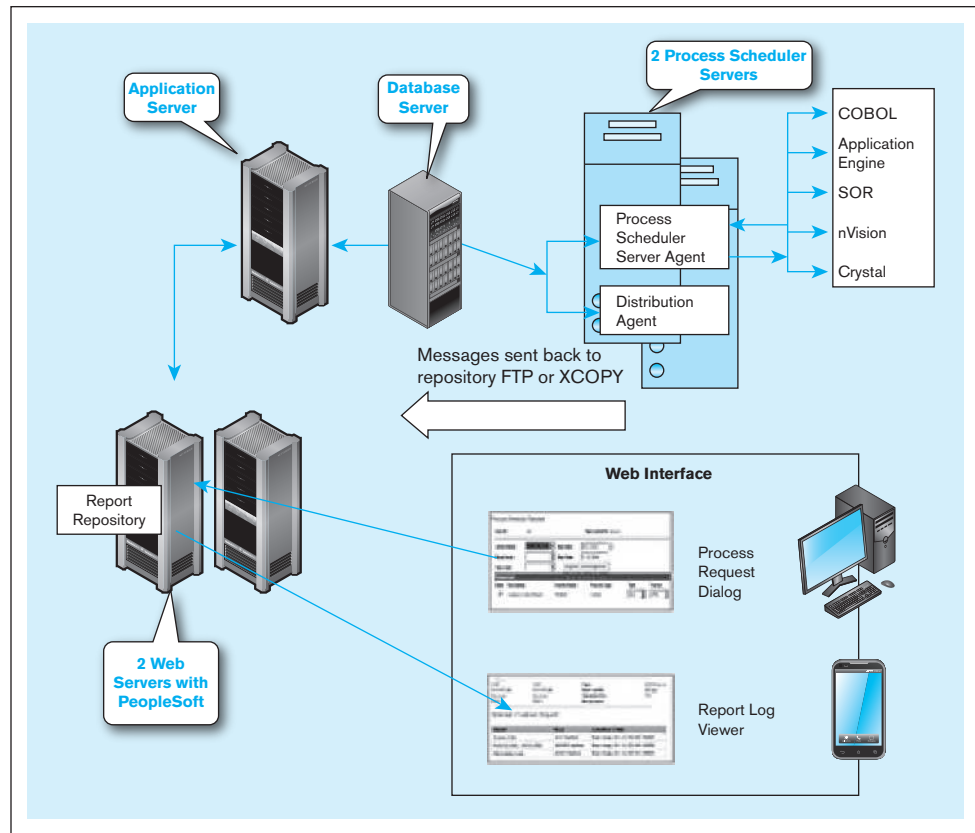 2 Process Scheduler
Servers
Application
Server
Database
Server
COBOL
Application
Engine
SOR
nVision
Crystal
Process
Scheduler
Server Agent
Distribution
Agent
Messages sent back to
repository FTP or XCOPY
Web Interface
Report
Repository
Process
Request
Dialog
2 Web
Servers with
PeopleSoft
Report Log
Viewer